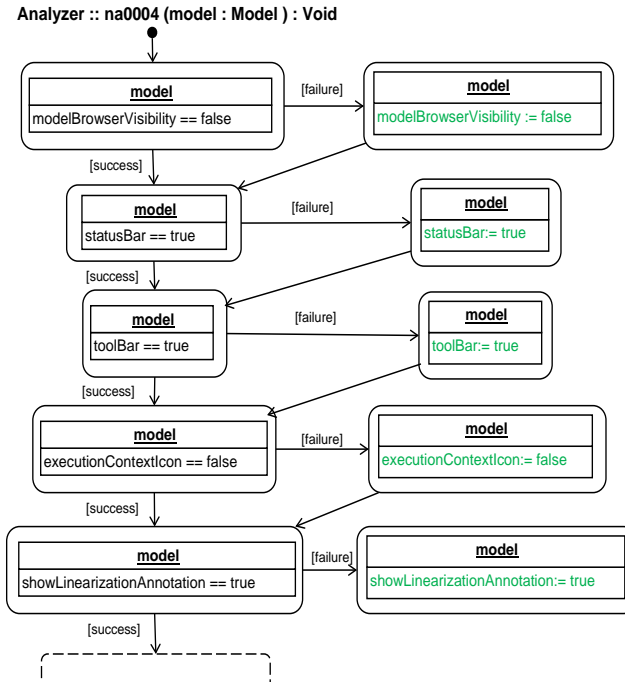 Analyzer :: na0004 (model : Model ) : Void
model
modelBrowserVisibility == false
[failure]
model
modelBrowserVisibility := false
[success]
model
statusBar == true
[failure]
model
statusBar:= true
[success]
model
toolBar == true
[failure]
model
toolBar:= true
[success]
model
executionContextIcon == false
[failure]
model
executionContextIcon:= false
[success]
model
showLinearizationAnnotation == true
[failure]
model
showLinearizationAnnotation:= true
[success]